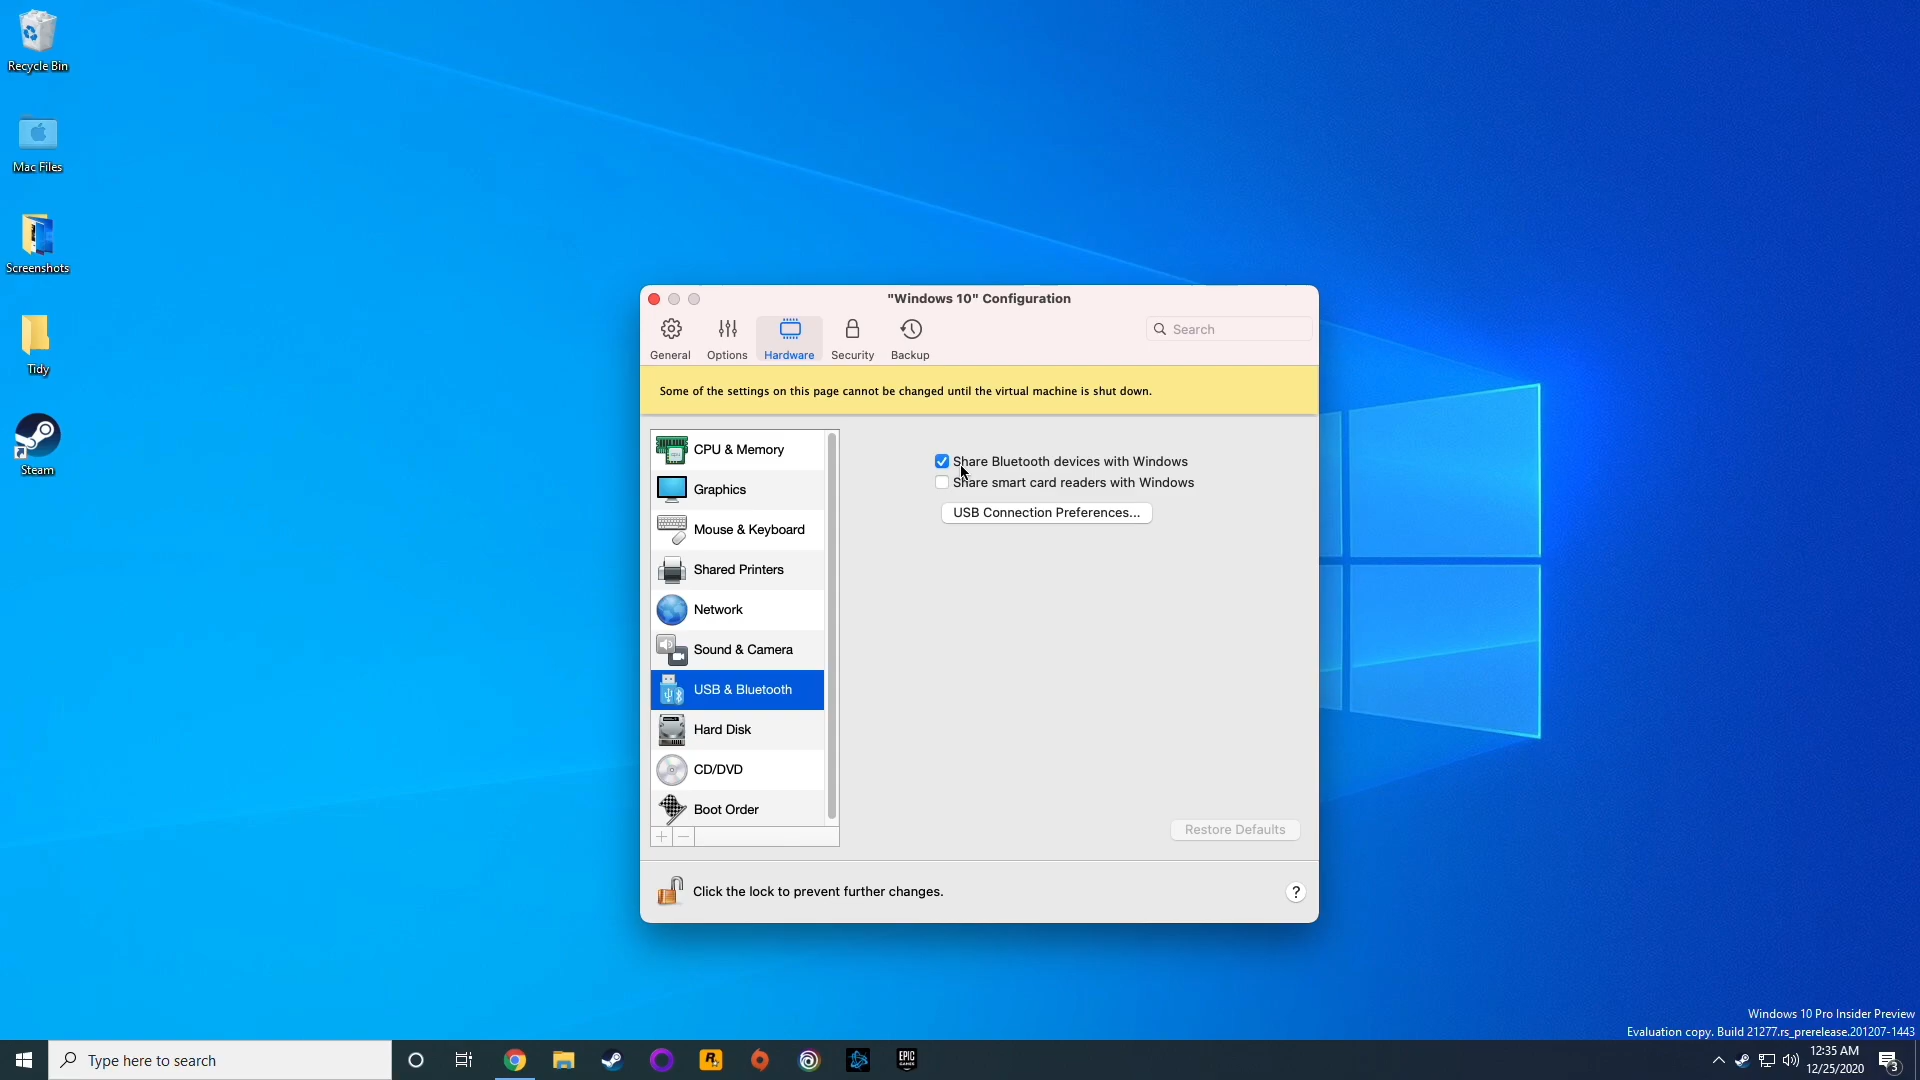 Recycle Bin
Mac Files
Screenshots
Tidy
Steam
"Windows 10" Configuration
General
Options
Hardware
Security
Backup
Search
Some of the settings on this page cannot be changed until the virtual machine is shut down.
CPU & Memory
Graphics
Mouse & Keyboard
Shared Printers
Network
Sound & Camera
USB & Bluetooth
Hard Disk
CD/DVD
Boot Order
Share Bluetooth devices with Windows
Share smart card readers with Windows
USB Connection Preferences...
Restore Defaults
Click the lock to prevent further changes.
?
Windows 10 Pro Insider Preview
Evaluation copy. Build 21277.rs_prerelease.201207-1443
Type here to search
R
EPIC
GAMES
12:35 AM
12/25/2020
3